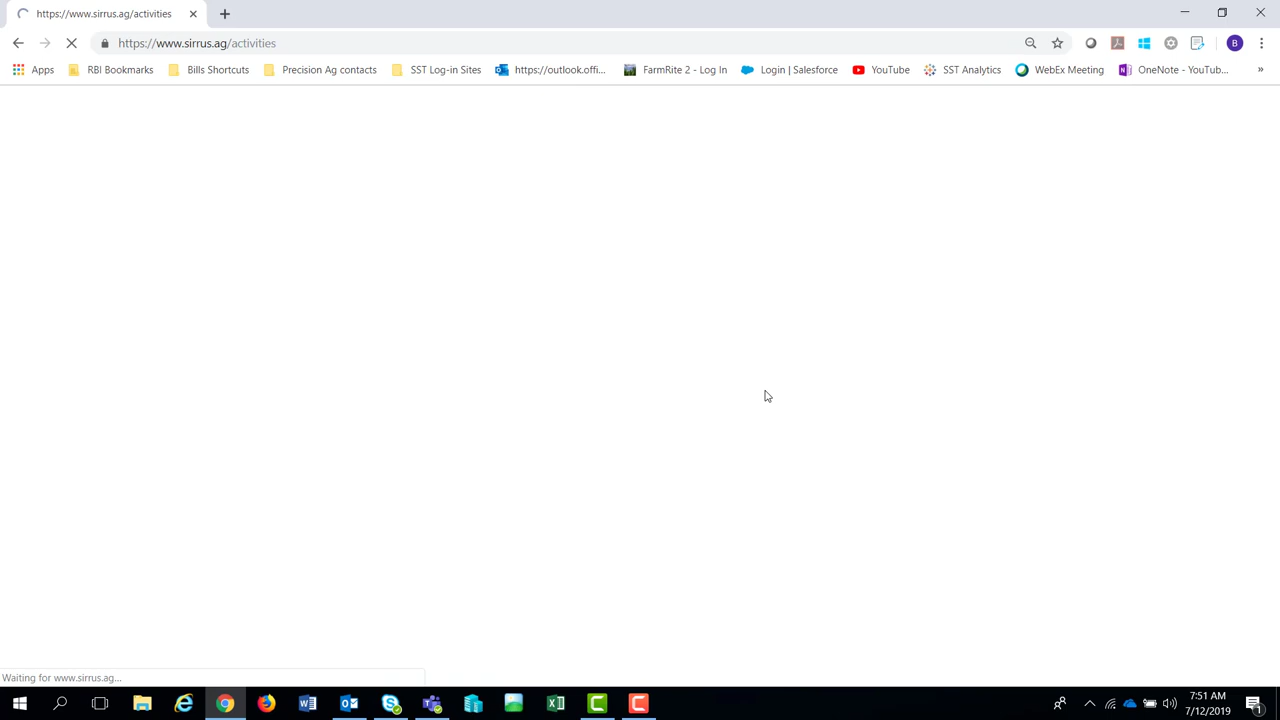 https://www.sirrus.ag/activities
https://www.sirrus.ag/activities
B
Apps RBI Bookmarks Bills Shortcuts Precision Ag contacts SST Log-in Sites https://outlook.offi... FarmRite 2 - Log In Login | Salesforce YouTube SST Analytics WebEx Meeting OneNote - YouTub... »
Waiting for www.sirrus.ag...
7:51 AM
7/12/2019
1